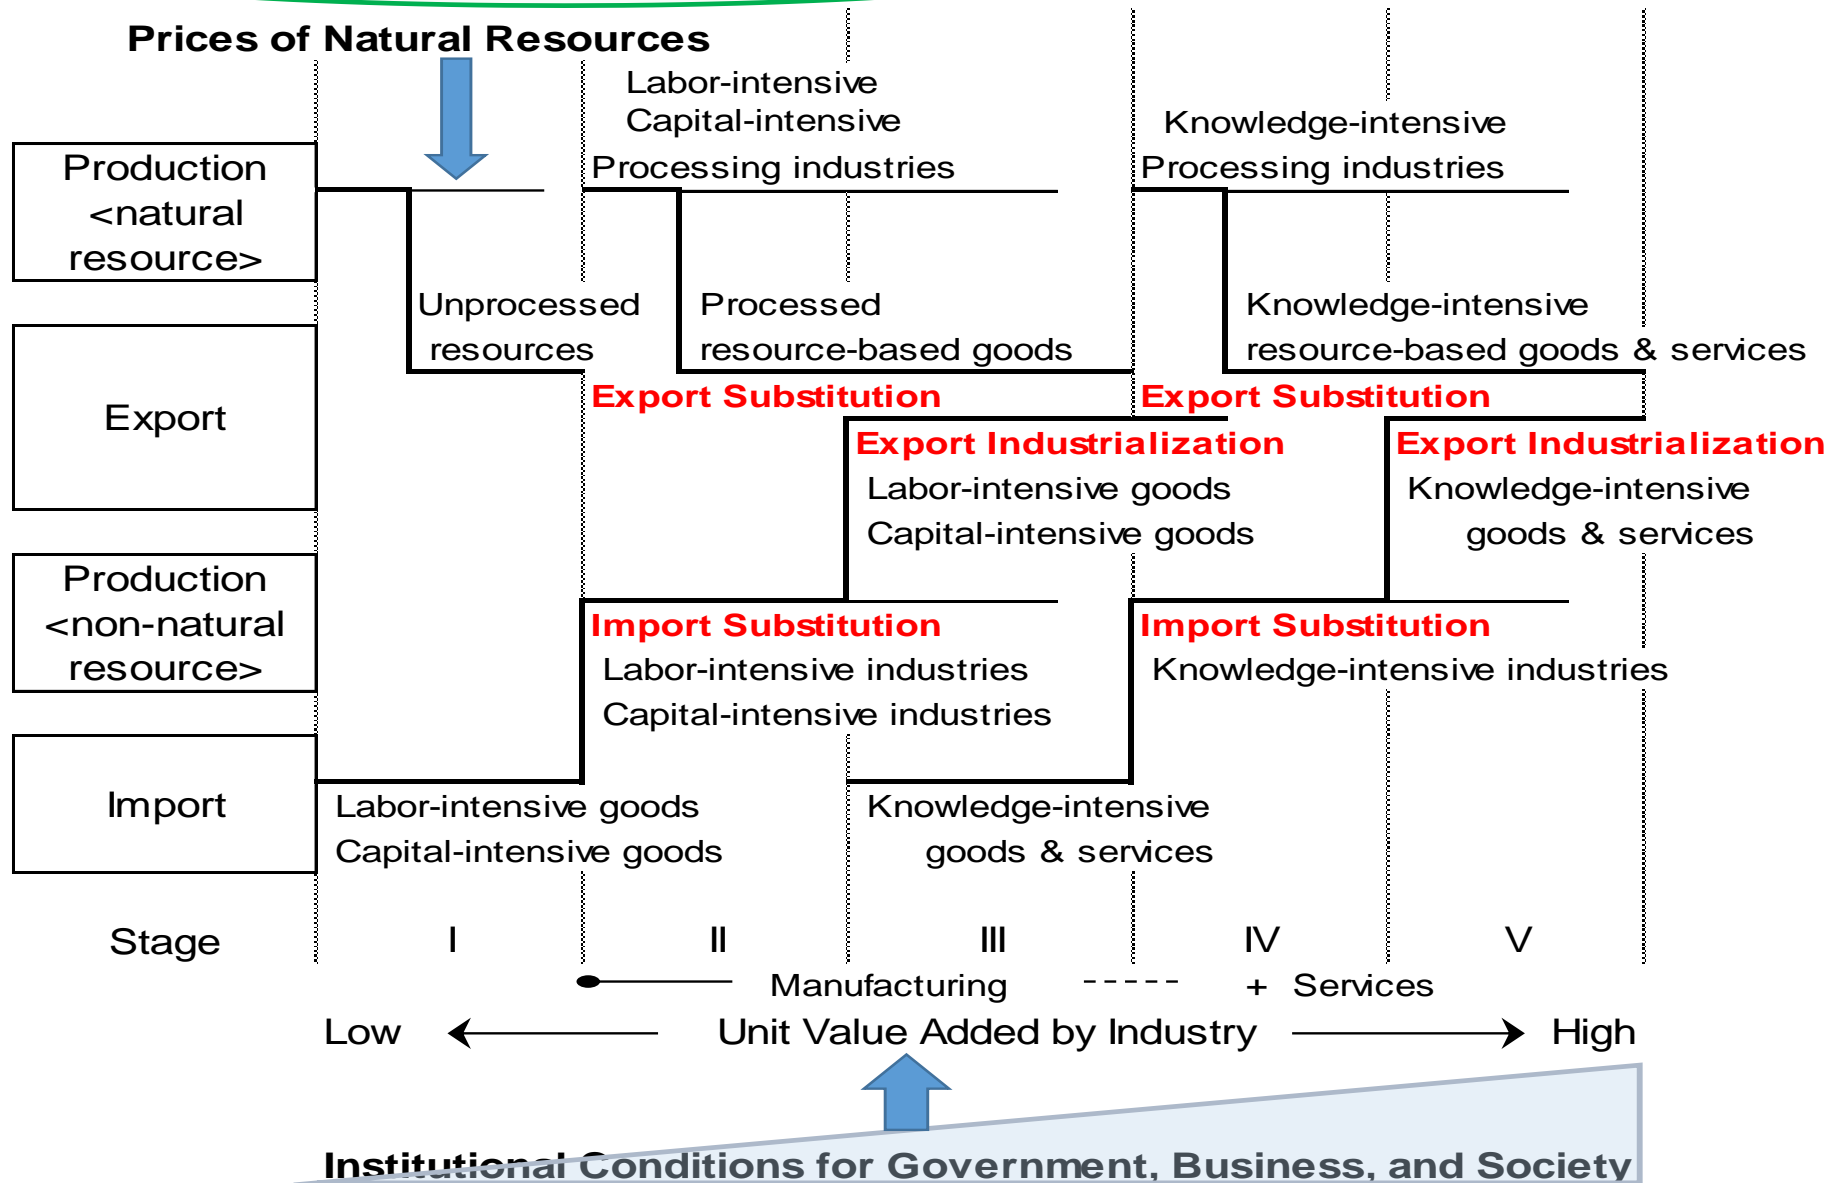 Prices of Natural Resources
Labor-intensive
Capital-intensive
Processing industries
Knowledge-intensive
Processing industries
Production
<natural
resource>
Unprocessed
resources
Processed
resource-based goods
Knowledge-intensive
resource-based goods & services
Export
Export Substitution
Export Substitution
Export Industrialization
Labor-intensive goods
Capital-intensive goods
Export Industrialization
Knowledge-intensive
goods & services
Production
<non-natural
resource>
Import Substitution
Labor-intensive industries
Capital-intensive industries
Import Substitution
Knowledge-intensive industries
Import
Labor-intensive goods
Capital-intensive goods
Knowledge-intensive
goods & services
Stage I II III IV V
Manufacturing + Services
Low Unit Value Added by Industry High
Institutional Conditions for Government, Business, and Society